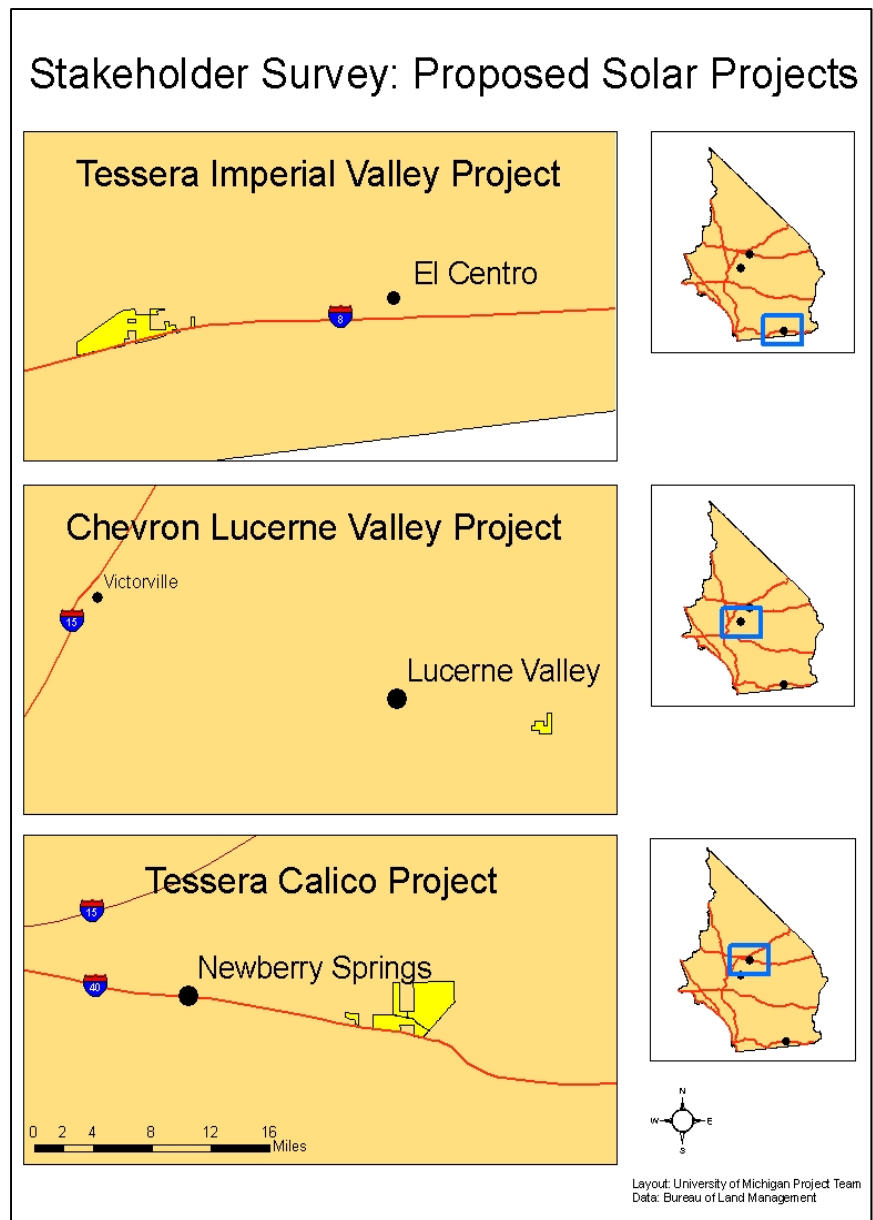 Stakeholder Survey: Proposed Solar Projects
Tessera Imperial Valley Project
El Centro
8
Chevron Lucerne Valley Project
Victorville
15
Lucerne Valley
Tessera Calico Project
15
Newberry Springs
40
0 2 4 8 12 16
Miles
N
W E
S
Layout: University of Michigan Project Team
Data: Bureau of Land Management